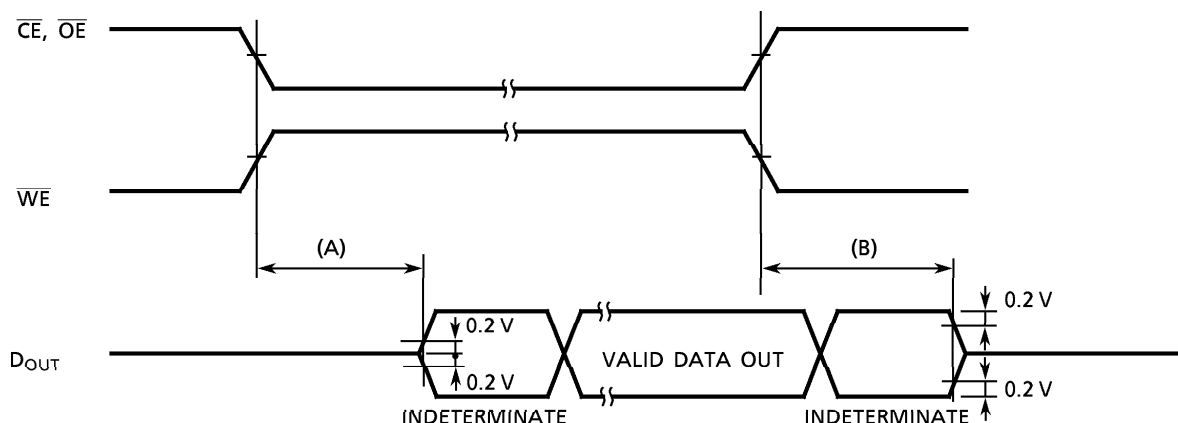 CE, OE
WE
(A)
(B)
0.2 V
0.2 V
DOUT
VALID DATA OUT
0.2 V
0.2 V
INDETERMINATE
INDETERMINATE